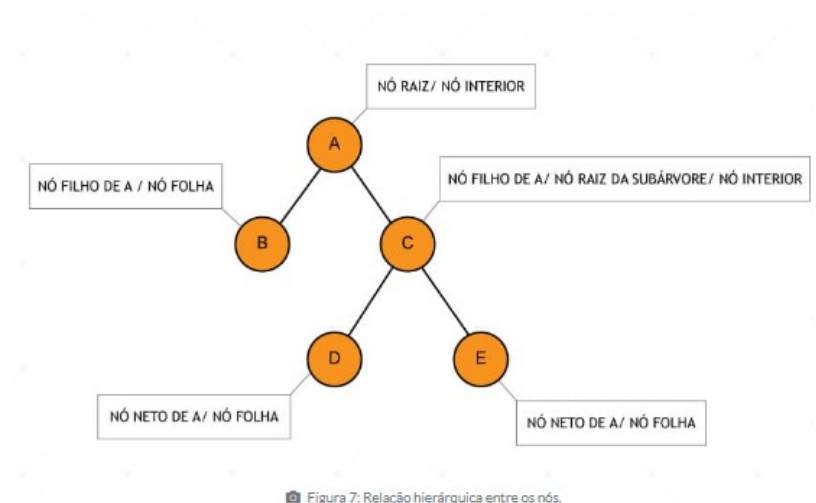 NÓ RAIZ/ NÓ INTERIOR
A
NÓ FILHO DE A / NÓ FOLHA
NÓ FILHO DE A/ NÓ RAIZ DA SUBÁRVORE/ NÓ INTERIOR
B
C
D
E
NÓ NETO DE A/ NÓ FOLHA
NÓ NETO DE A/ NÓ FOLHA
Figura 7: Relação hierárquica entre os nós.